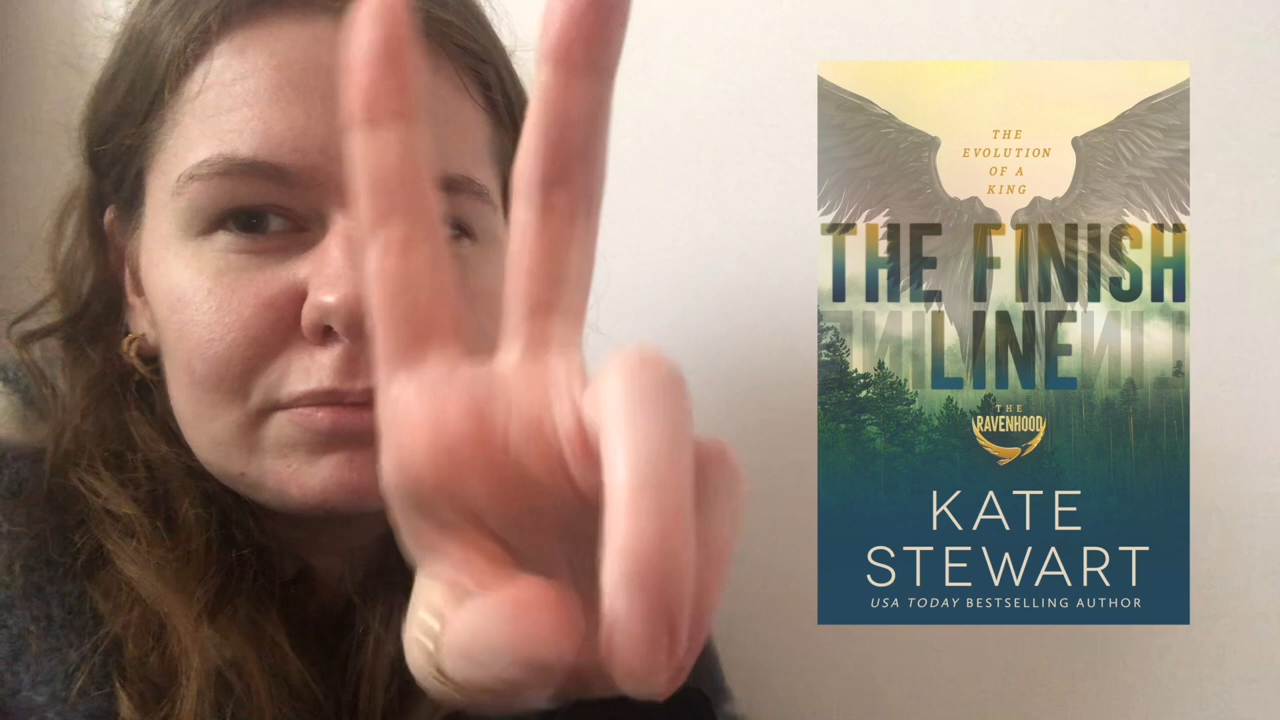 THE
EVOLUTION
OF A
KING
THE FINISH
LINE
THE
RAVENHOOD
KATE
STEWART
USA TODAY BESTSELLING AUTHOR